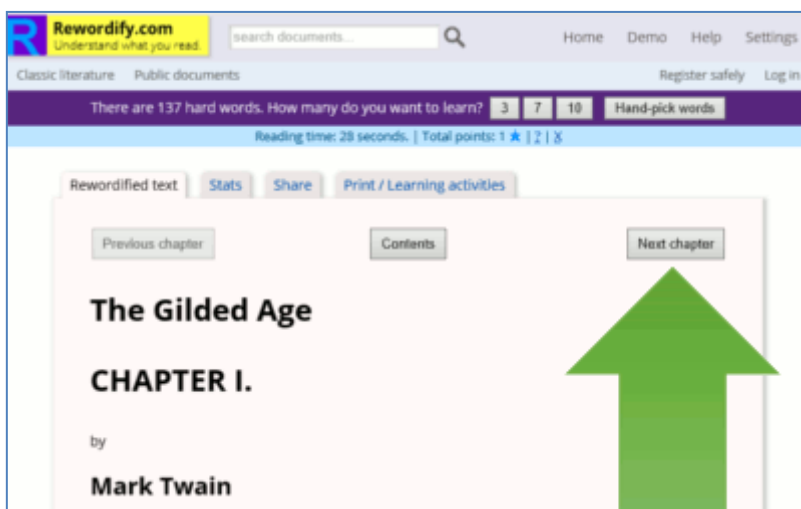 R
Rewordify.com
Understand what you read.
search documents...
Home Demo Help Settings
Classic literature Public documents
Register safely Log in
There are 137 hard words. How many do you want to learn? 3 7 10 Hand-pick words
Reading time: 28 seconds. | Total points: 1 ★ | ? | X
Rewordified text Stats Share Print / Learning activities
Previous chapter Contents Next chapter
The Gilded Age
CHAPTER I.
by
Mark Twain